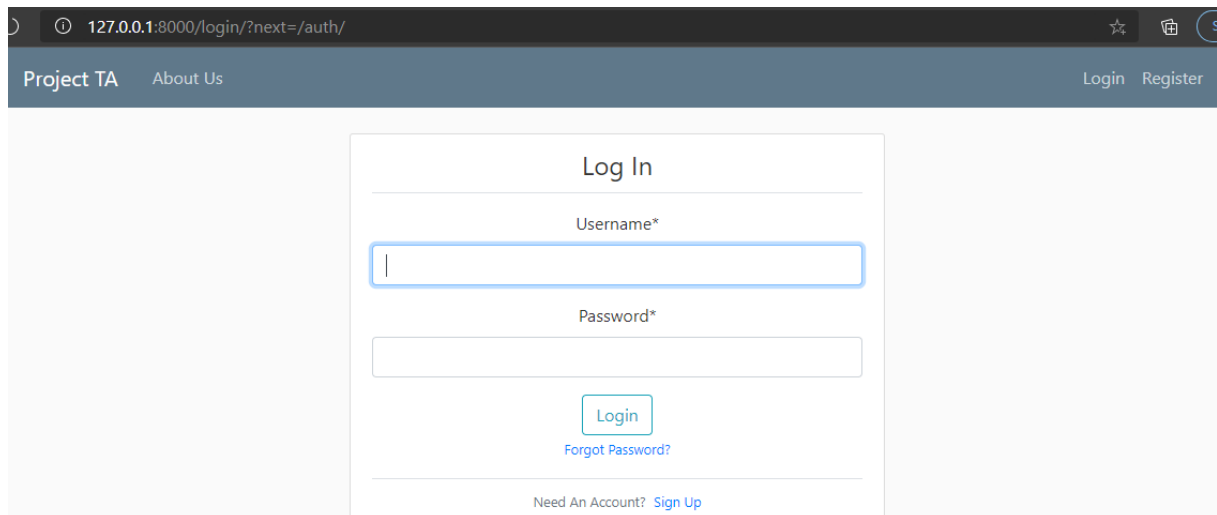 127.0.0.1:8000/login/?next=/auth/
Project TA About Us Login Register
Log In
Username*
Password*
Login
Forgot Password?
Need An Account? Sign Up